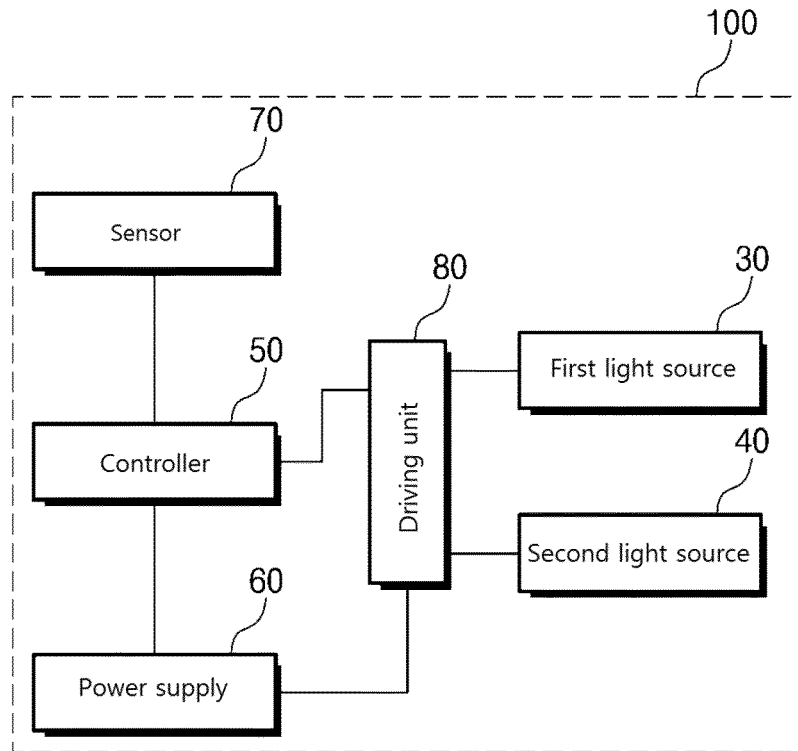 100
70
Sensor
80
30
First light source
50
Controller
Driving unit
40
Second light source
60
Power supply